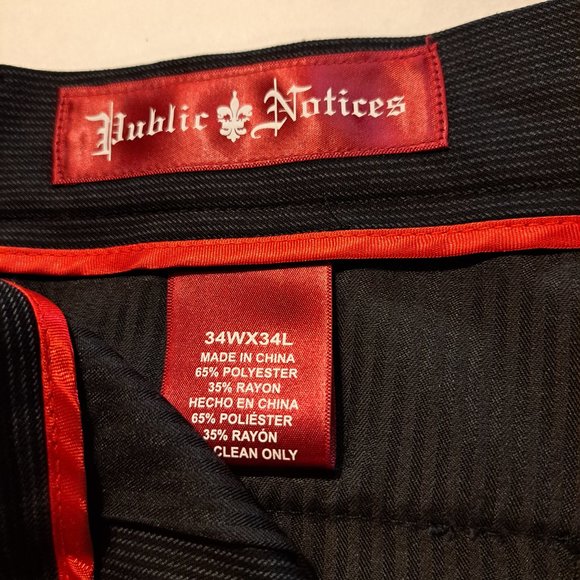 Public Notices
34WX34L
MADE IN CHINA
65% POLYESTER
35% RAYON
HECHO EN CHINA
65% POLIÉSTER
35% RAYÓN
CLEAN ONLY